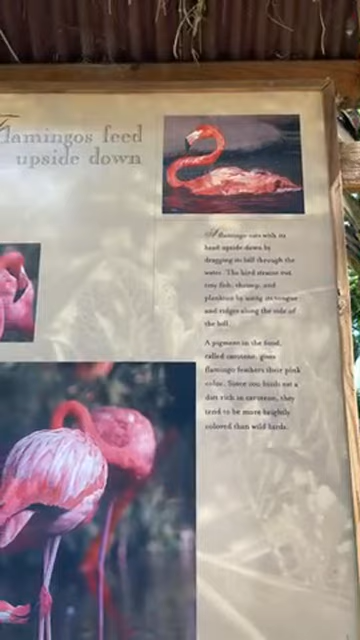 Flamingos feed
upside down
A flamingo eats with its
head upside down by
dragging its bill through the
water. The bird strains out
tiny fish, shrimp, and
plankton by using its tongue
and ridges along the side of
the bill.
A pigment in the food,
called carotene, gives
flamingo feathers their pink
color. Since zoo birds eat a
diet rich in carotene, they
tend to be more brightly
colored than wild birds.